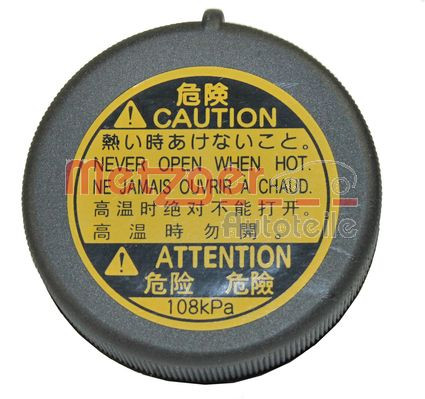 危険
CAUTION
熱い時あけないこと。
NEVER OPEN WHEN HOT.
NE JAMAIS OUVRIR À CHAUD.
高温时绝对不能打开。
高温時勿開。
ATTENTION
危险 危險
108kPa
metzger
Autoteile